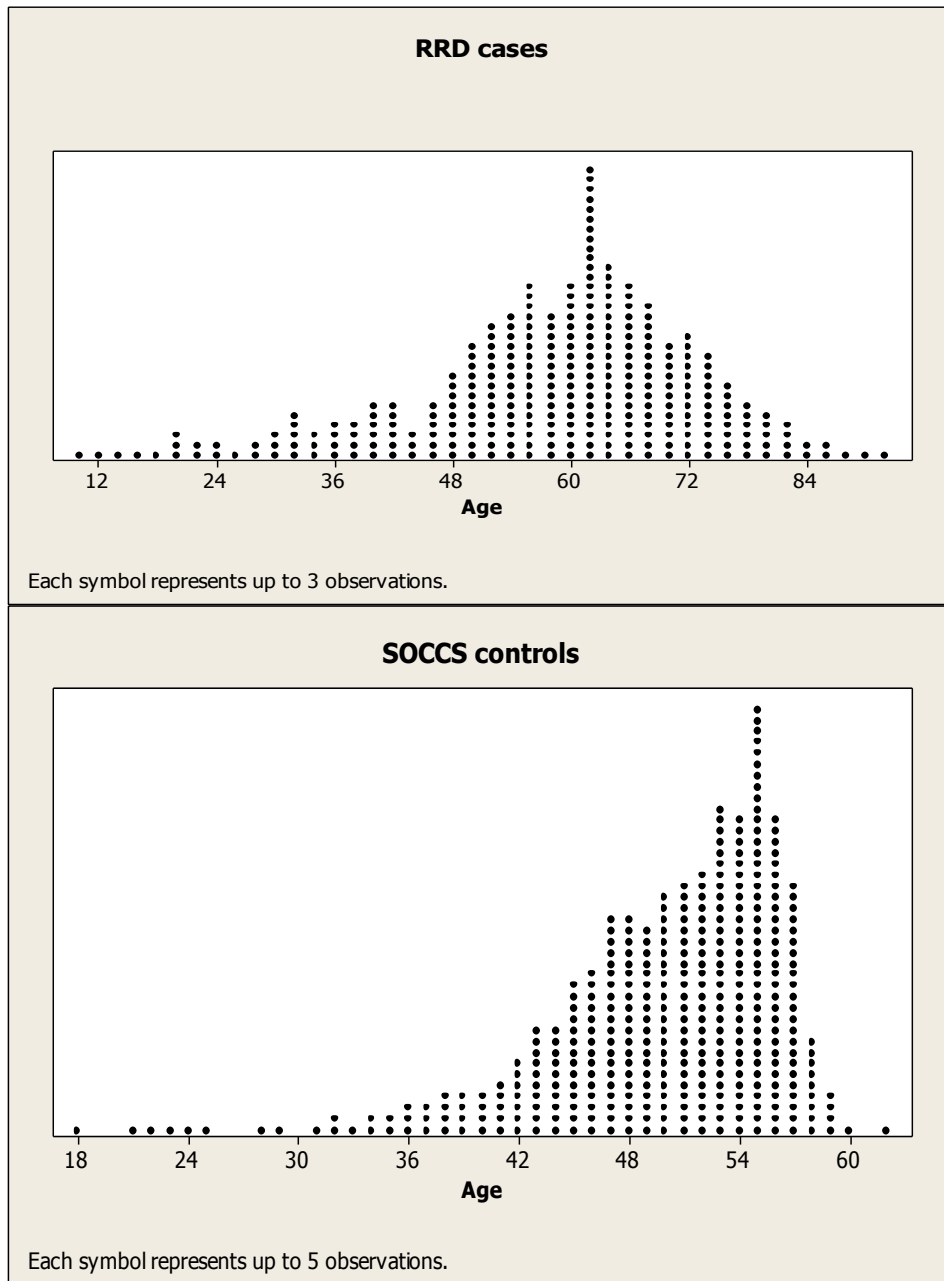 RRD cases
12 24 36 48 60 72 84
Age
Each symbol represents up to 3 observations.
SOCCS controls
18 24 30 36 42 48 54 60
Age
Each symbol represents up to 5 observations.